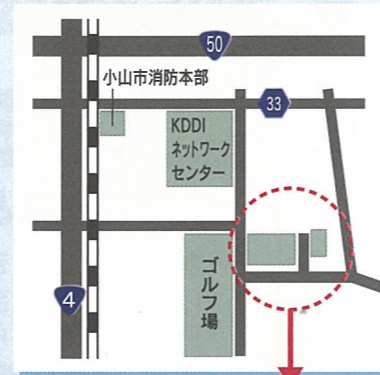 50
小山市消防本部
33
KDDI
ネットワーク
センター
ゴルフ場
4